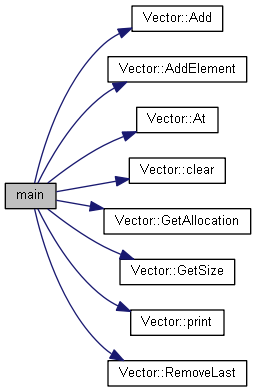 Vector::Add
Vector::AddElement
Vector::At
Vector::clear
main
Vector::GetAllocation
Vector::GetSize
Vector::print
Vector::RemoveLast